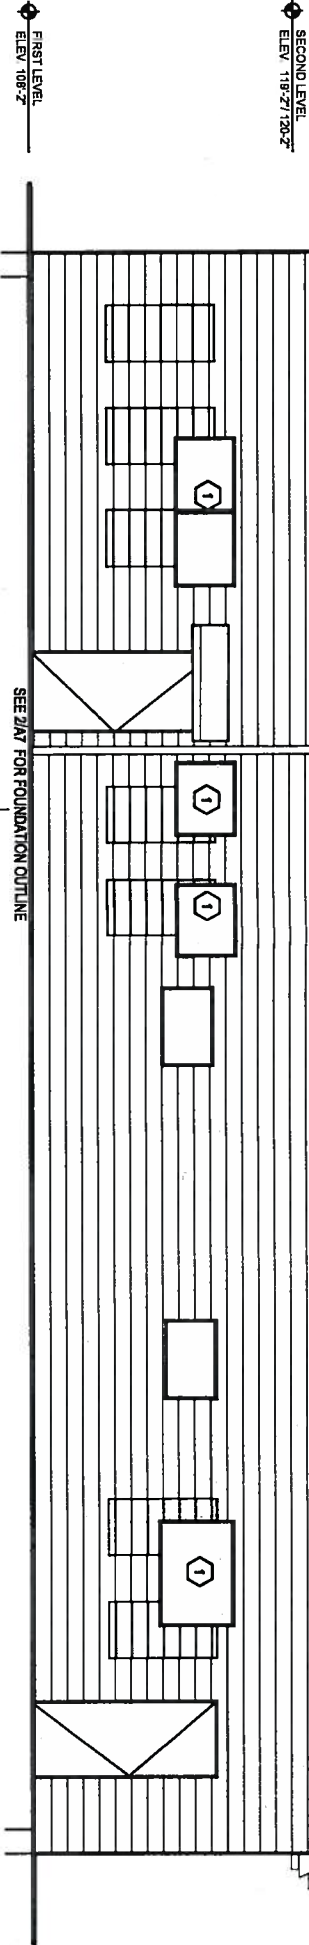 SECOND LEVEL
ELEV. 119'-2"/120-2"
FIRST LEVEL
ELEV. 108'-2"
1
1
1
1
SEE 2/A7 FOR FOUNDATION OUTLINE